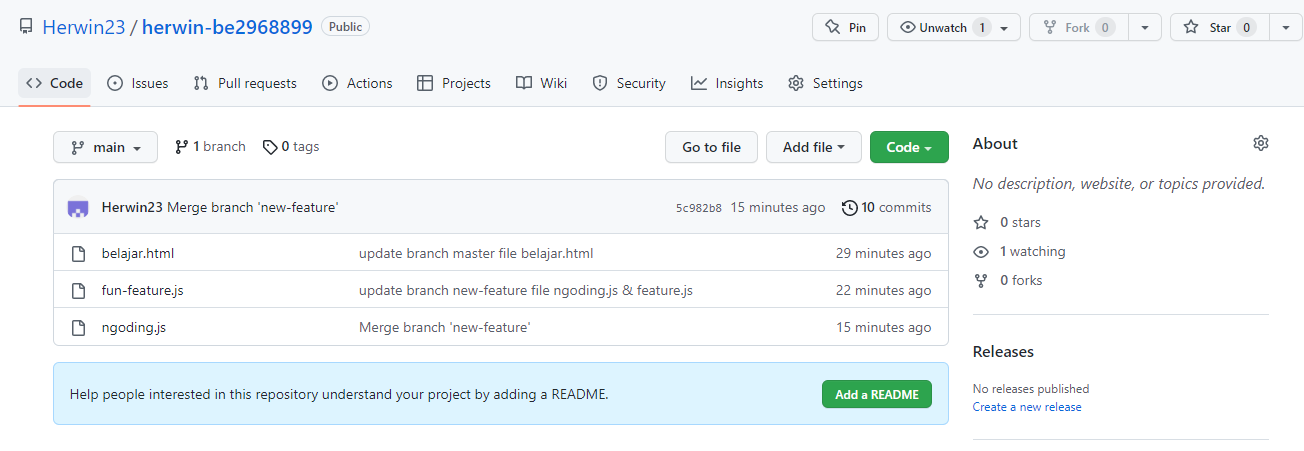 Herwin23 / herwin-be2968899 Public Pin Unwatch 1 Fork 0 Star 0
Code Issues Pull requests Actions Projects Wiki Security Insights Settings
main 1 branch 0 tags Go to file Add file Code
Herwin23 Merge branch 'new-feature' 5c982b8 15 minutes ago 10 commits
belajar.html update branch master file belajar.html 29 minutes ago
fun-feature.js update branch new-feature file ngoding.js & feature.js 22 minutes ago
ngoding.js Merge branch 'new-feature' 15 minutes ago
Help people interested in this repository understand your project by adding a README. Add a README
About
No description, website, or topics provided.
0 stars
1 watching
0 forks
Releases
No releases published
Create a new release